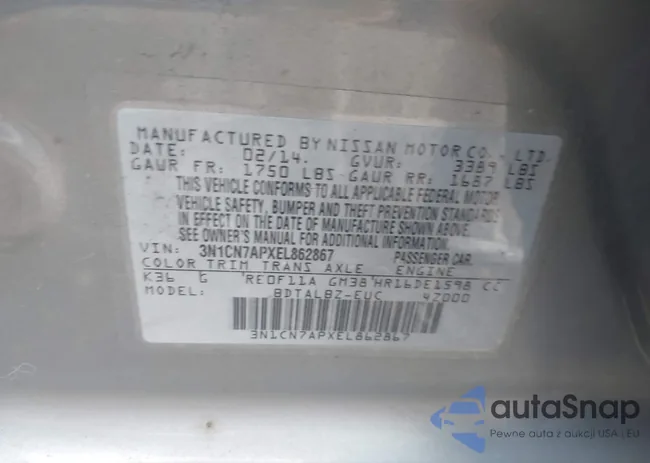 MANUFACTURED BY NISSAN MOTOR CO., LTD.
DATE: 02/14. GVWR: 3389 LBS
GAWR FR: 1750 LBS GAWR RR: 1687 LBS
THIS VEHICLE CONFORMS TO ALL APPLICABLE FEDERAL MOTOR
VEHICLE SAFETY, BUMPER AND THEFT PREVENTION STANDARDS
IN EFFECT ON THE DATE OF MANUFACTURE SHOWN ABOVE.
SEE OWNER'S MANUAL FOR ADDITIONAL INFORMATION.
VIN: 3N1CN7APXEL862867 PASSENGER CAR
COLOR TRIM TRANS AXLE ENGINE
K36 G RE0F11A GM38 HR16DE1598 CC
MODEL: BDTALBZ-EUC 47000
3N1CN7APXEL862867
autaSnap
Pewne auta z aukcji USA i EU